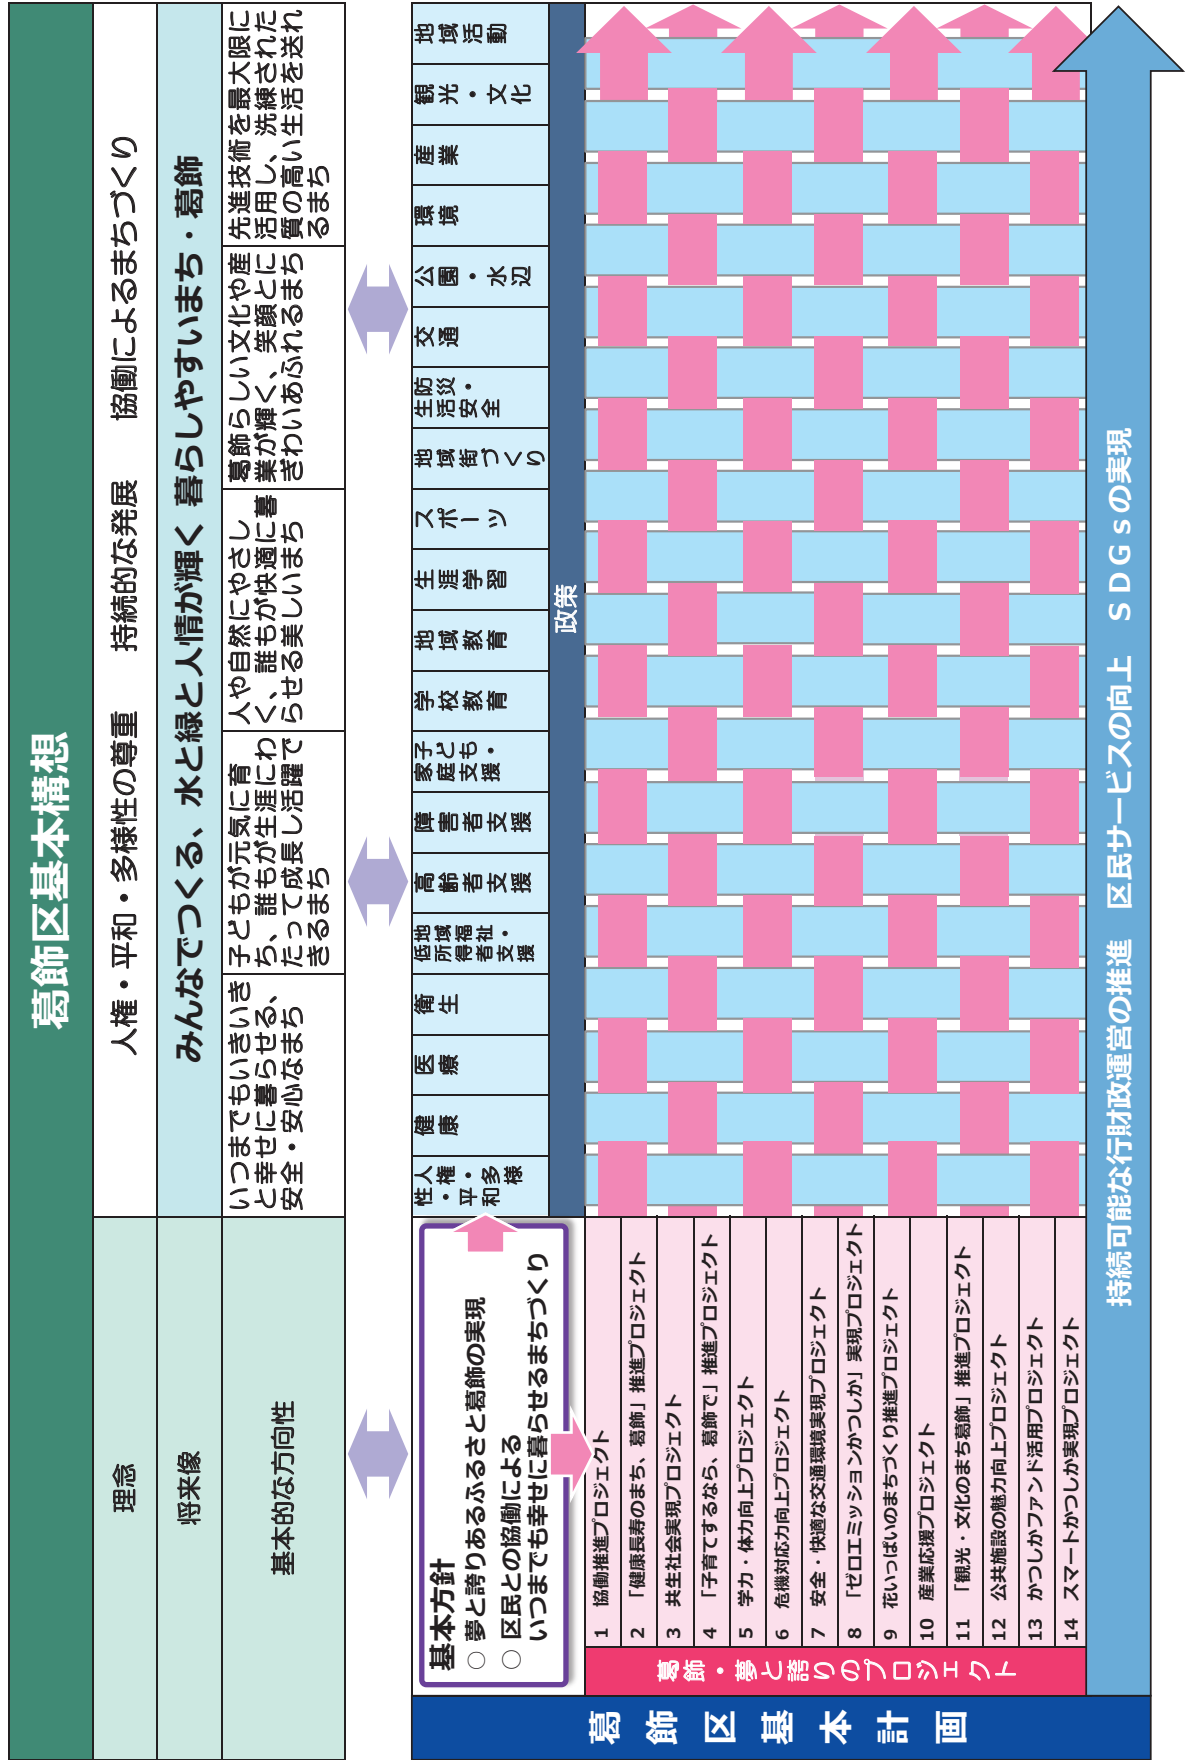 葛飾区基本構想
理念
人権・平和・多様性の尊重　持続的な発展　協働によるまちづくり
将来像
みんなでつくる、水と緑と人情が輝く 暮らしやすいまち・葛飾
基本的な方向性
いつまでもいきいき
と幸せに暮らせる、
安全・安心なまち
子どもが元気に育
ち、誰もが生涯にわ
たって成長し活躍で
きるまち
人や自然にやさし
く、誰もが快適に暮
らせる美しいまち
葛飾らしい文化や産
業が輝く、笑顔とに
ぎわいあふれるまち
先進技術を最大限に
活用し、洗練された
質の高い生活を送れ
るまち
葛飾区基本計画
基本方針
○ 夢と誇りあるふるさと葛飾の実現
○ 区民との協働による
いつまでも幸せに暮らせるまちづくり
人権・多様
性・平和
健康
医療
衛生
地域福祉・
低所得者支援
高齢者支援
障害者支援
子ども・
家庭支援
学校教育
地域教育
生涯学習
スポーツ
地域街づくり
防災・
生活安全
交通
公園・水辺
環境
産業
観光・文化
地域活動
政策
葛飾・夢と誇りのプロジェクト
1　協働推進プロジェクト
2　「健康長寿のまち、葛飾」推進プロジェクト
3　共生社会実現プロジェクト
4　「子育てするなら、葛飾で」推進プロジェクト
5　学力・体力向上プロジェクト
6　危機対応力向上プロジェクト
7　安全・快適な交通環境実現プロジェクト
8　「ゼロエミッションかつしか」実現プロジェクト
9　花いっぱいのまちづくり推進プロジェクト
10　産業応援プロジェクト
11　「観光・文化のまち葛飾」推進プロジェクト
12　公共施設の魅力向上プロジェクト
13　かつしかファンド活用プロジェクト
14　スマートかつしか実現プロジェクト
持続可能な行財政運営の推進　区民サービスの向上　ＳＤＧｓの実現